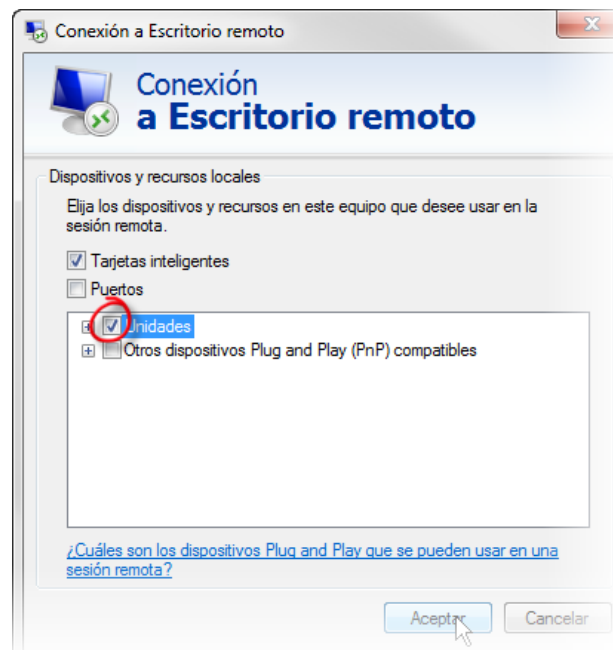 Conexión a Escritorio remoto
Conexión
a Escritorio remoto
Dispositivos y recursos locales
Elija los dispositivos y recursos en este equipo que desee usar en la
sesión remota.
Tarjetas inteligentes
Puertos
Unidades
Otros dispositivos Plug and Play (PnP) compatibles
¿Cuáles son los dispositivos Plug and Play que se pueden usar en una
sesión remota?
Aceptar Cancelar